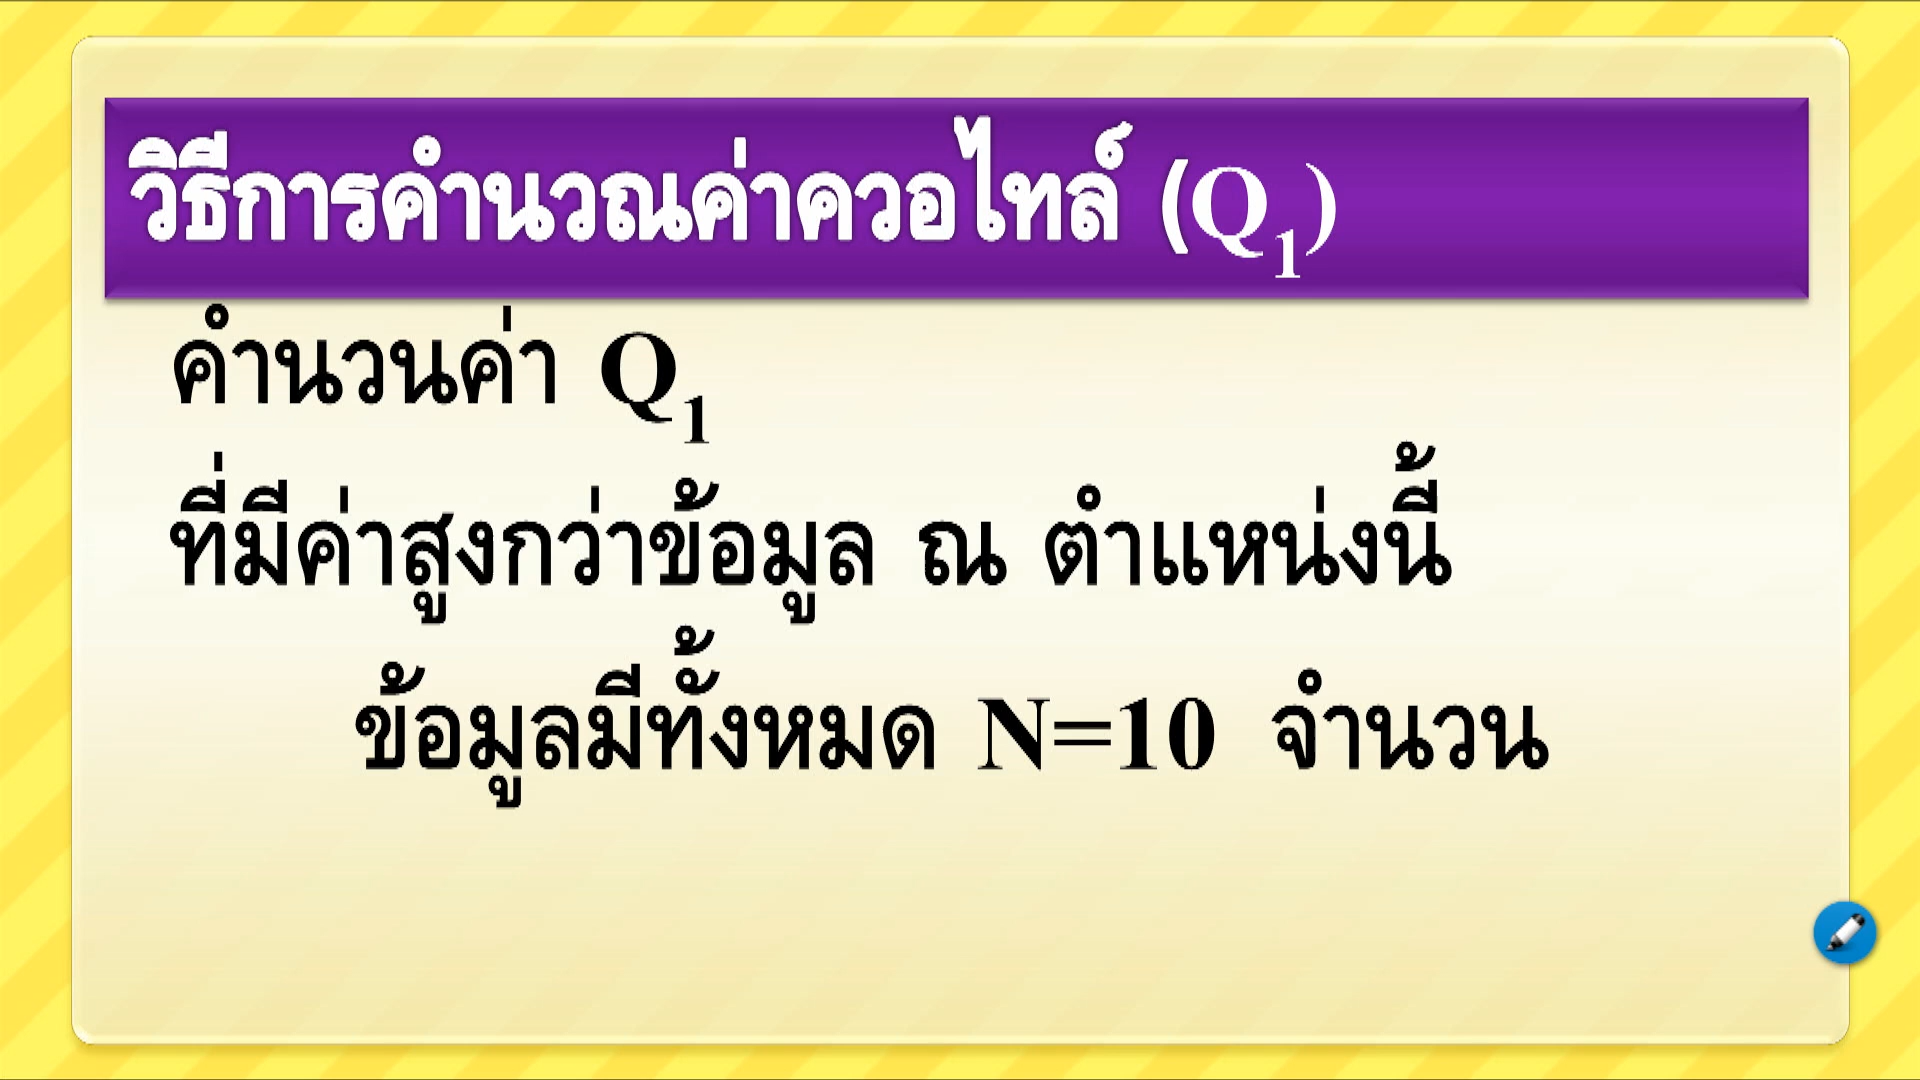 วิธีการคำนวณค่าควอไทล์ (Q1)
คำนวนค่า Q1
ที่มีค่าสูงกว่าข้อมูล ณ ตำแหน่งนี้
ข้อมูลมีทั้งหมด N=10 จำนวน